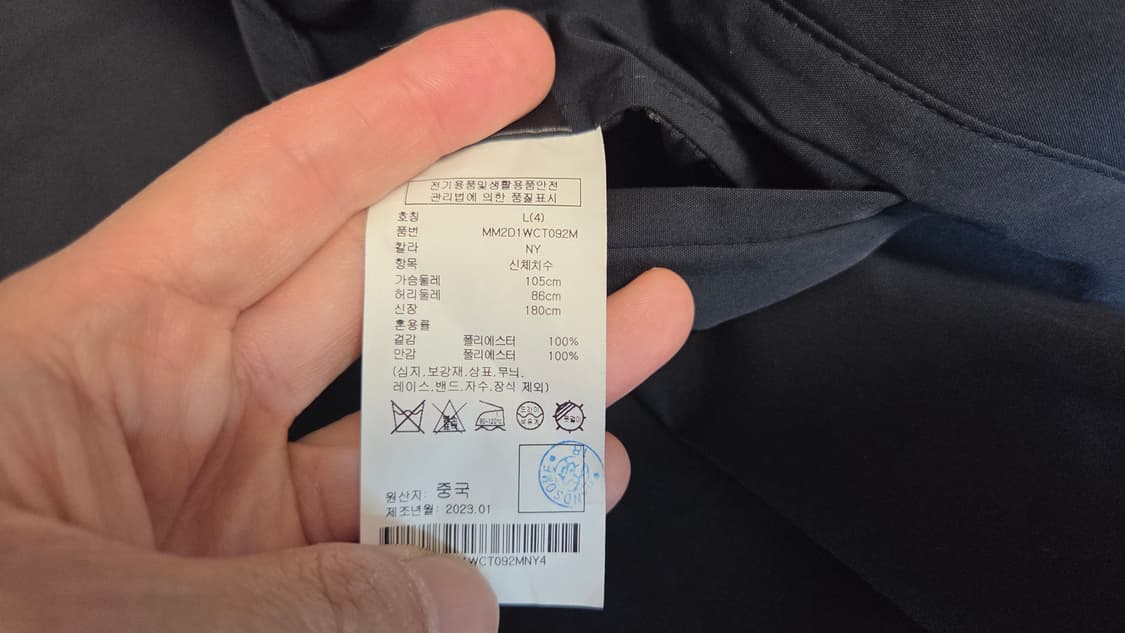 전기용품및생활용품안전
관리법에 의한 품질표시
호칭 L(4)
품번 MM2D1WCT092M
칼라 NY
항목 신체치수
가슴둘레 105cm
허리둘레 86cm
신장 180cm
혼용률
겉감 폴리에스터 100%
안감 폴리에스터 100%
(심지,보강재,상표,무늬,
레이스,밴드,자수,장식 제외)
드라이
원산지: 중국
제조년월: 2023.01
WCT092MNY4